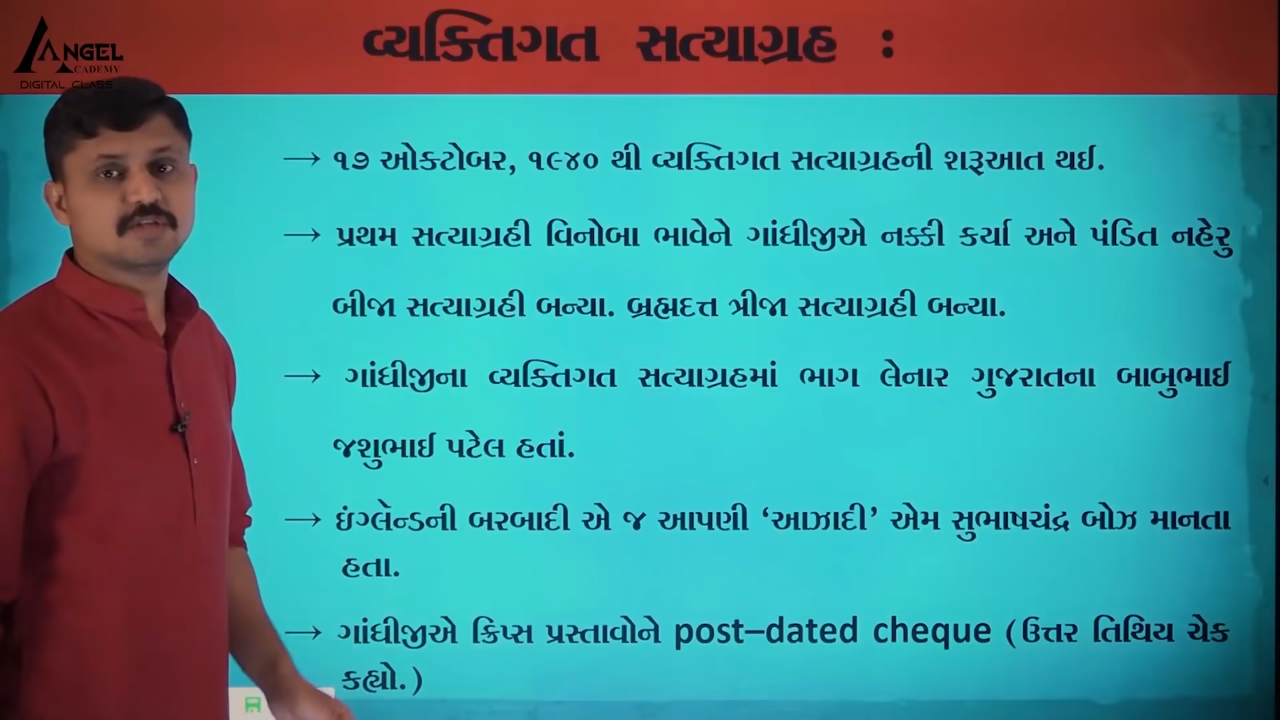 ANGEL
ACADEMY
DIGITAL CLASS
વ્યક્તિગત સત્યાગ્રહ :
→ ૧૭ ઓક્ટોબર, ૧૯૪૦ થી વ્યક્તિગત સત્યાગ્રહની શરૂઆત થઈ.
→ પ્રથમ સત્યાગ્રહી વિનોબા ભાવેને ગાંધીજીએ નક્કી કર્યા અને પંડિત નહેરુ
બીજા સત્યાગ્રહી બન્યા. બ્રહ્મદત્ત ત્રીજા સત્યાગ્રહી બન્યા.
→ ગાંધીજીના વ્યક્તિગત સત્યાગ્રહમાં ભાગ લેનાર ગુજરાતના બાબુભાઈ
જશુભાઈ પટેલ હતાં.
→ ઇંગ્લેન્ડની બરબાદી એ જ આપણી ‘આઝાદી’ એમ સુભાષચંદ્ર બોઝ માનતા
હતા.
→ ગાંધીજીએ ક્રિપ્સ પ્રસ્તાવોને post–dated cheque (ઉત્તર તિથિય ચેક
કહ્યો.)